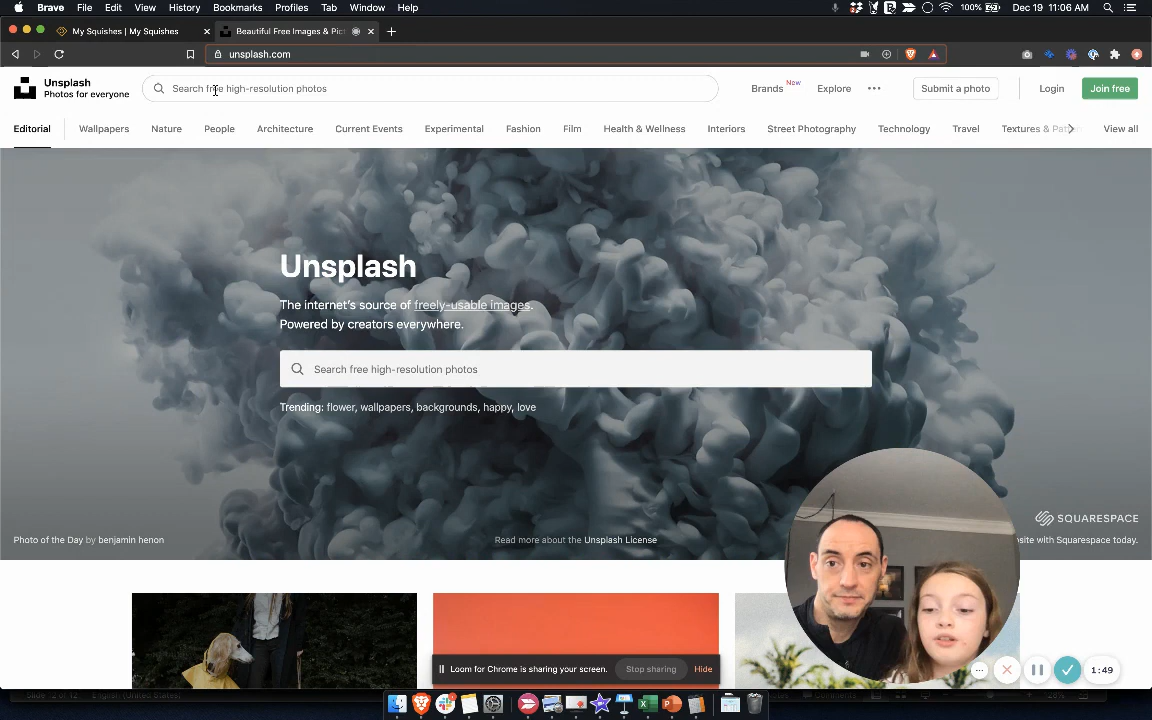 Brave File Edit View History Bookmarks Profiles Tab Window Help 100% Dec 19 11:06 AM
My Squishes | My Squishes
Beautiful Free Images & Pict
unsplash.com
Unsplash
Photos for everyone
Search free high-resolution photos
Brands New Explore Submit a photo Login Join free
Editorial Wallpapers Nature People Architecture Current Events Experimental Fashion Film Health & Wellness Interiors Street Photography Technology Travel Textures & View all
Unsplash
The internet's source of freely-usable images.
Powered by creators everywhere.
Search free high-resolution photos
Trending: flower, wallpapers, backgrounds, happy, love
SQUARESPACE
Photo of the Day by benjamin henon
Read more about the Unsplash License
with Squarespace today.
Loom for Chrome is sharing your screen. Stop sharing Hide
1:49